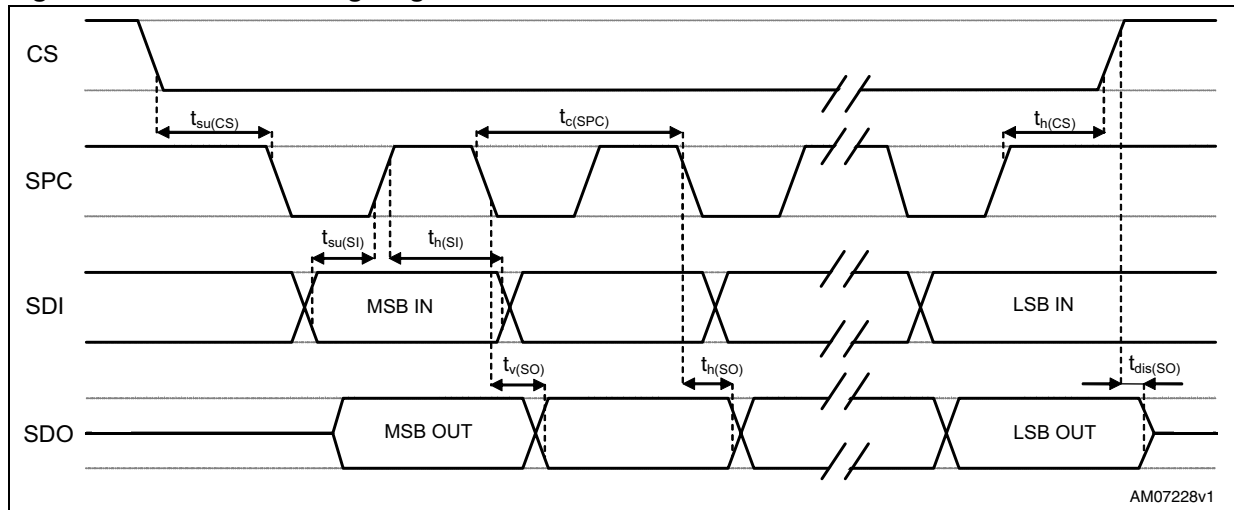 CS
t_su(CS)
t_c(SPC)
t_h(CS)
SPC
t_su(SI)
t_h(SI)
SDI
MSB IN
LSB IN
t_v(SO)
t_h(SO)
t_dis(SO)
SDO
MSB OUT
LSB OUT
AM07228v1